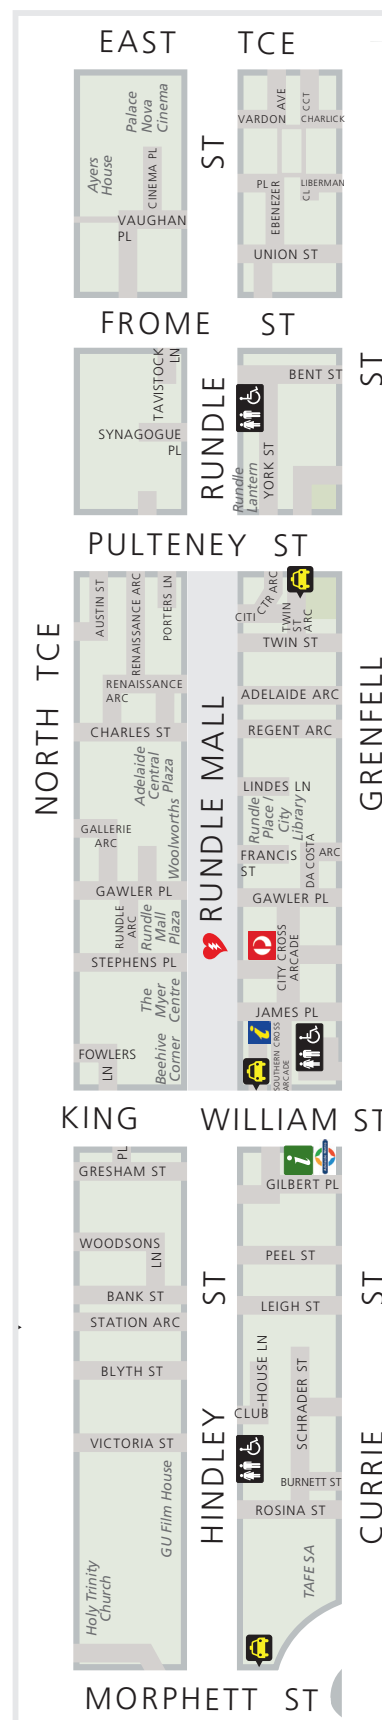 EAST TCE
Palace
Nova
Cinema
Ayers
House
CINEMA PL
VAUGHAN
PL
ST
AVE
CCT
VARDON
CHARLICK
PL
EBENEZER
CL
LIBERMAN
UNION ST
FROME ST
TAVISTOCK
LN
SYNAGOGUE
PL
RUNDLE
BENT ST
ST
YORK ST
Rundle
Lantern
PULTENEY ST
NORTH TCE
AUSTIN ST
RENAISSANCE ARC
PORTERS LN
RENAISSANCE
ARC
CHARLES ST
Adelaide
Central
Plaza
Woolworths
GALLERIE
ARC
GAWLER PL
RUNDLE
ARC
Rundle
Mall
Plaza
STEPHENS PL
The
Myer
Centre
FOWLERS
LN
Beehive
Corner
RUNDLE MALL
CITI
CTR ARC
TWIN
ST
ARC
TWIN ST
ADELAIDE ARC
REGENT ARC
LINDES LN
Rundle
Place /
City
Library
FRANCIS
ST
DA COSTA
ARC
GAWLER PL
CITY CROSS
ARCADE
JAMES PL
i
SOUTHERN CROSS
ARCADE
GRENFELL
KING WILLIAM ST
PL
GRESHAM ST
WOODSONS
LN
BANK ST
STATION ARC
BLYTH ST
VICTORIA ST
GU Film House
Holy Trinity
Church
HINDLEY ST
i
GILBERT PL
PEEL ST
LEIGH ST
CLUB
-HOUSE LN
SCHRADER ST
BURNETT ST
ROSINA ST
TAFE SA
CURRIE ST
MORPHETT ST